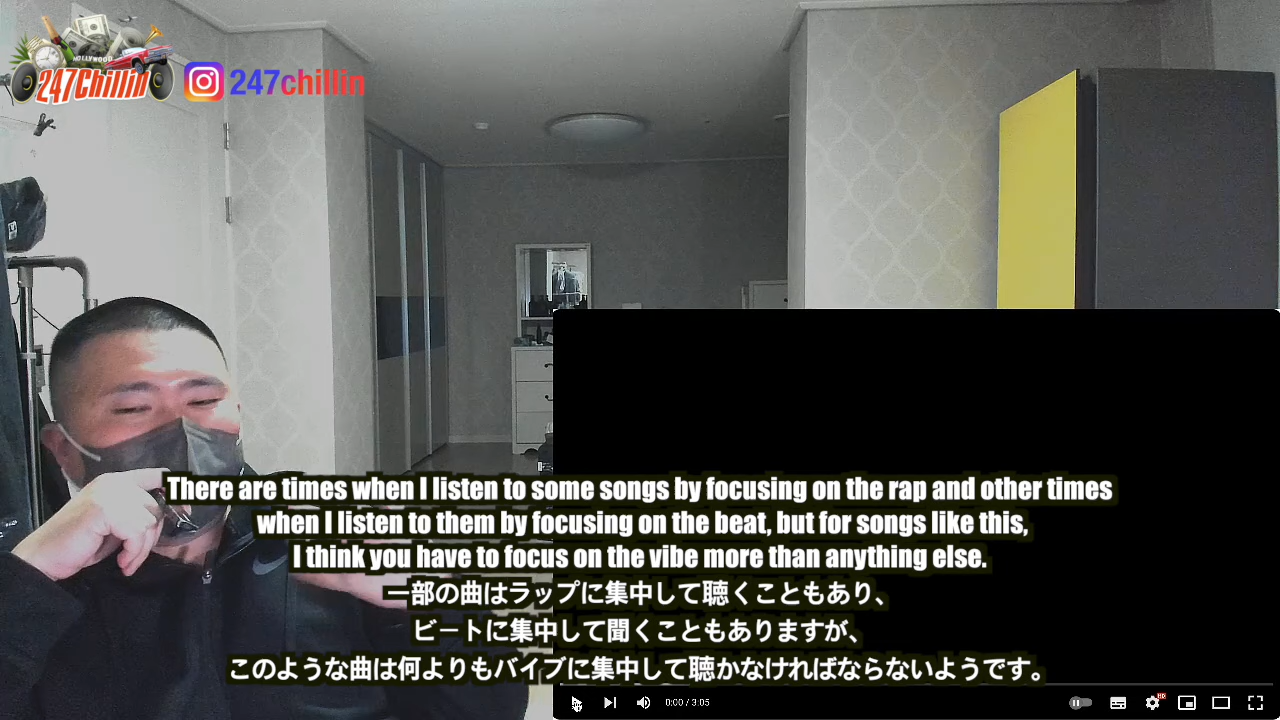 HOLLYWOOD
247Chillin
247chillin
There are times when I listen to some songs by focusing on the rap and other times
when I listen to them by focusing on the beat, but for songs like this,
I think you have to focus on the vibe more than anything else.
一部の曲はラップに集中して聴くこともあり、
ビートに集中して聞くこともありますが、
このような曲は何よりもバイブに集中して聴かなければならないようです。
0:00 / 3:05
HD